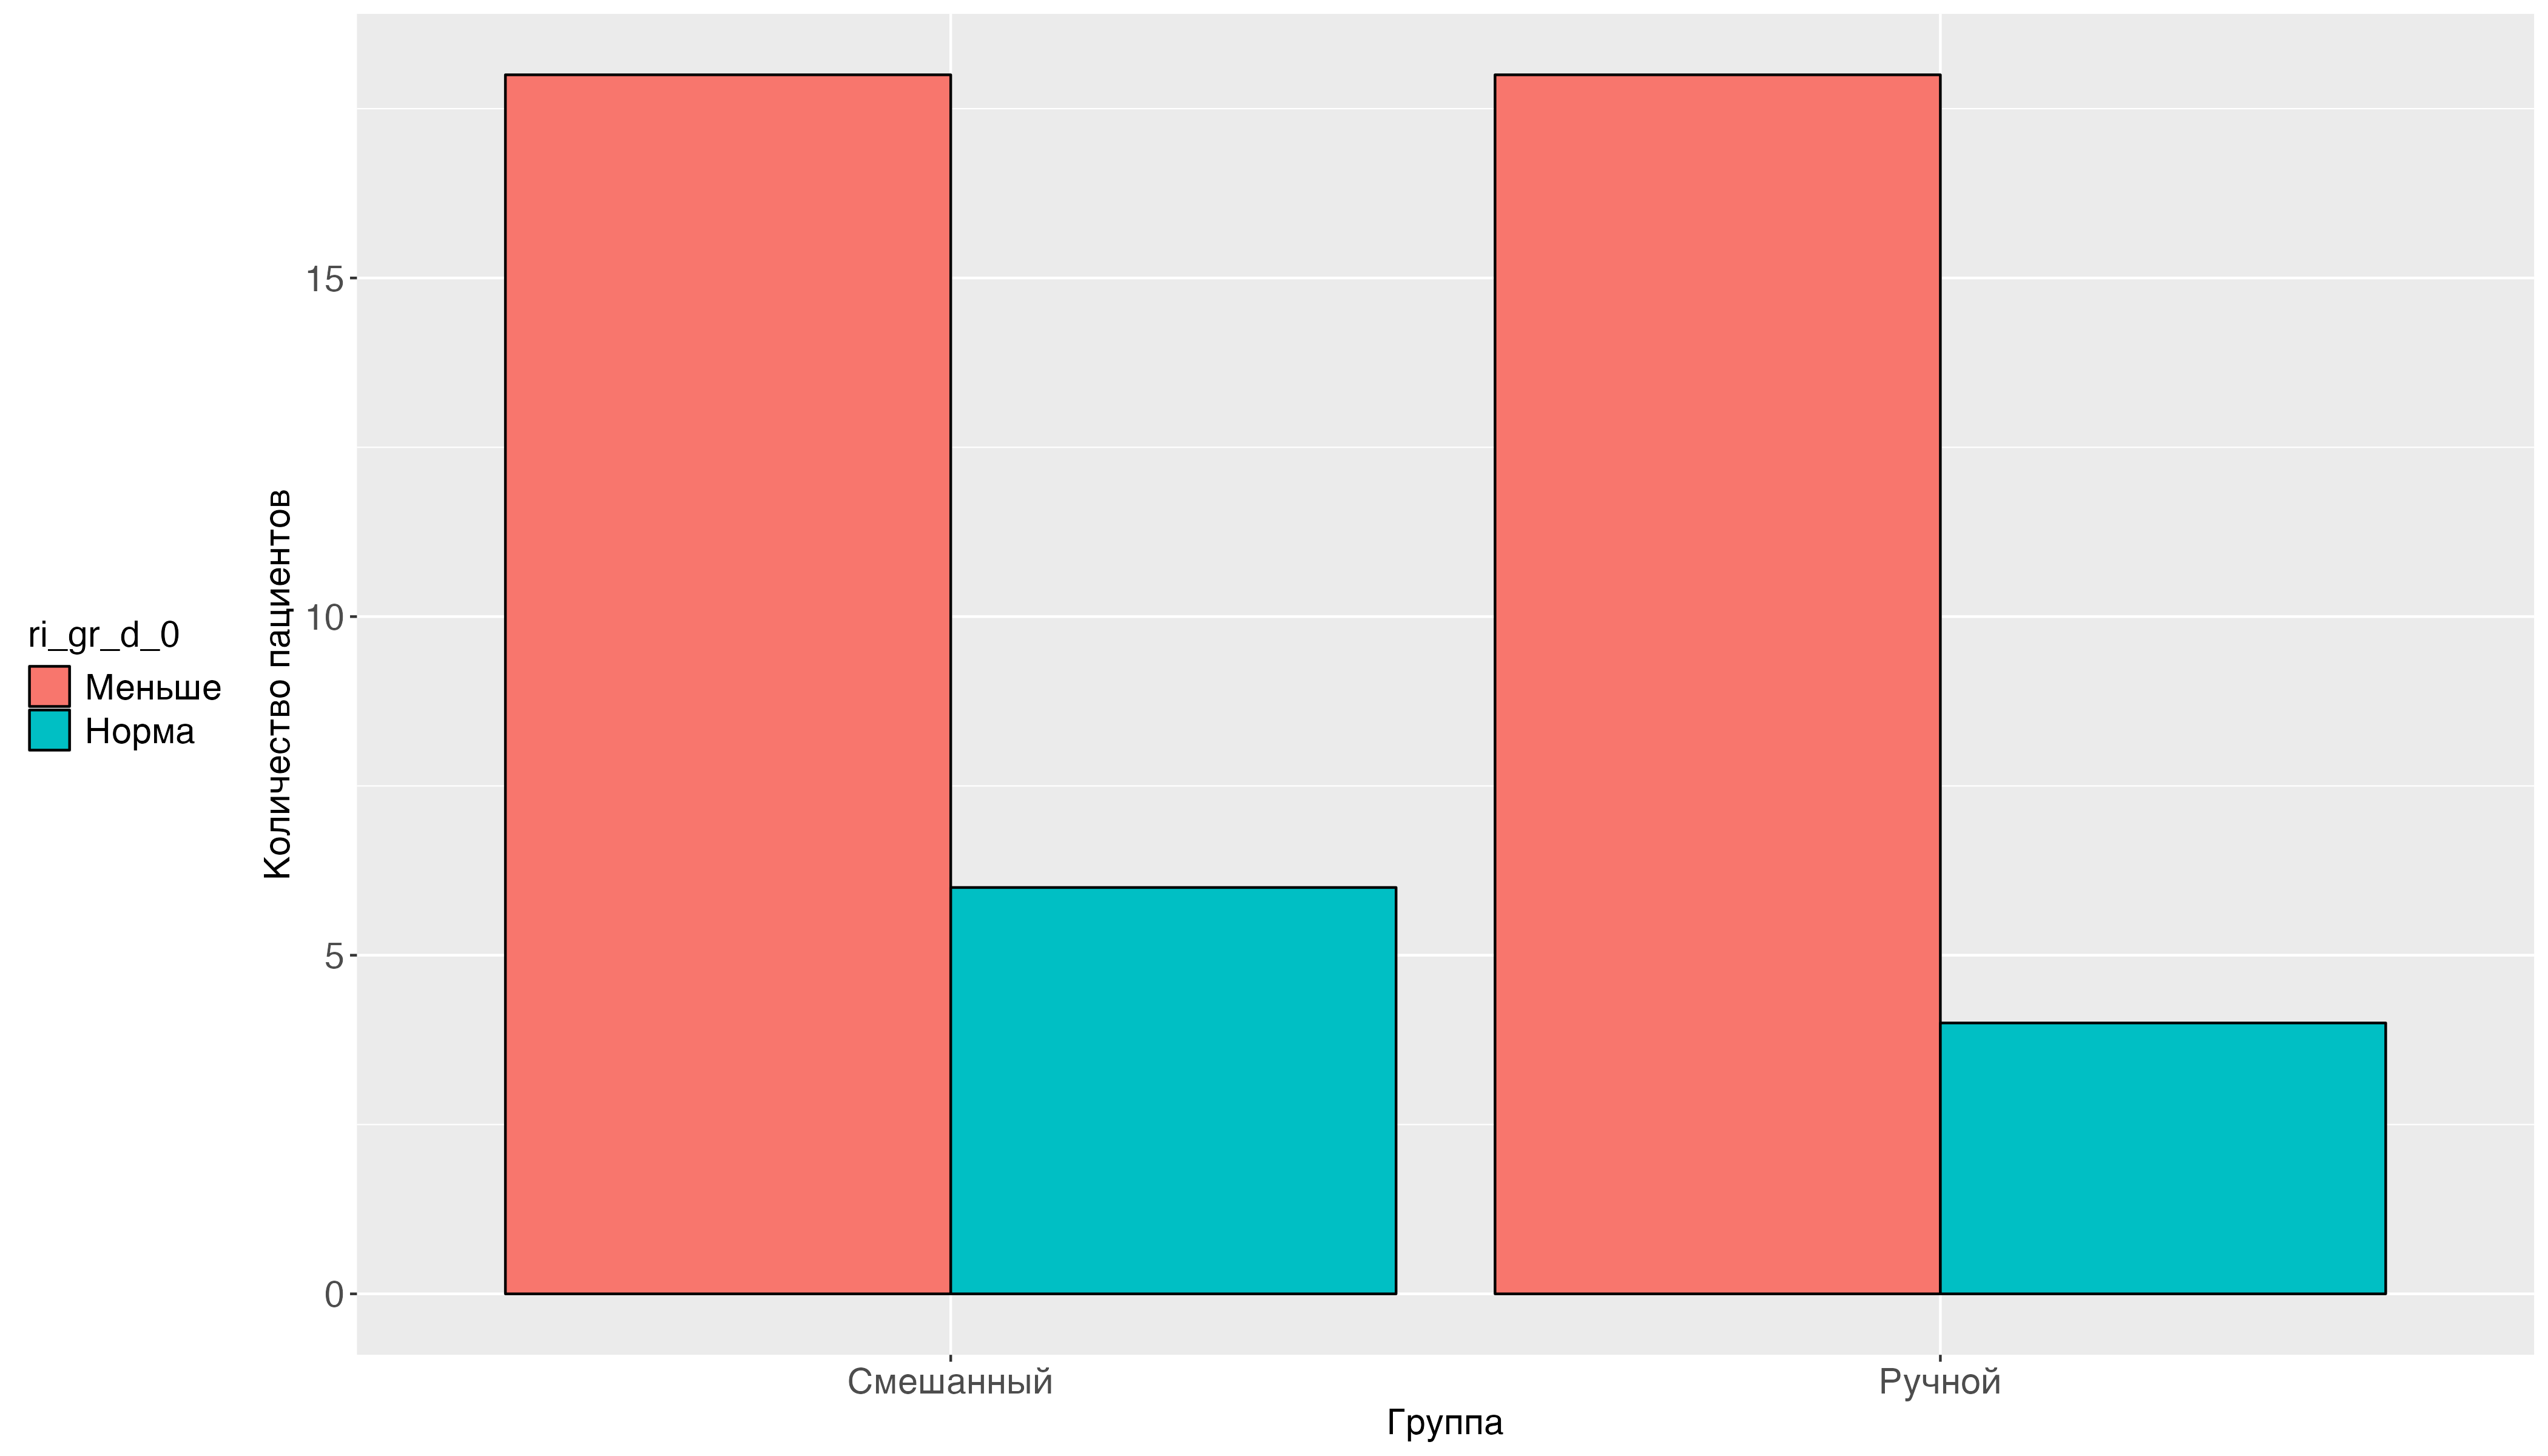 ri_gr_d_0
Меньше
Норма
Количество пациентов
15
10
5
0
Смешанный
Ручной
Группа